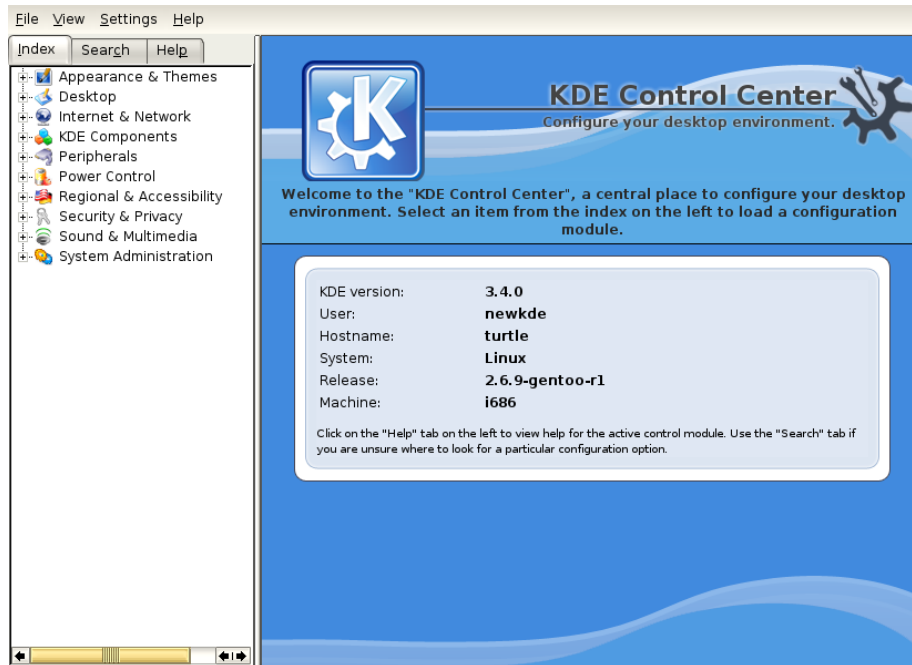 File View Settings Help
Index Search Help
Appearance & Themes
Desktop
Internet & Network
KDE Components
Peripherals
Power Control
Regional & Accessibility
Security & Privacy
Sound & Multimedia
System Administration
K
KDE Control Center
Configure your desktop environment.
Welcome to the "KDE Control Center", a central place to configure your desktop
environment. Select an item from the index on the left to load a configuration
module.
KDE version: 3.4.0
User: newkde
Hostname: turtle
System: Linux
Release: 2.6.9-gentoo-r1
Machine: i686
Click on the "Help" tab on the left to view help for the active control module. Use the "Search" tab if
you are unsure where to look for a particular configuration option.